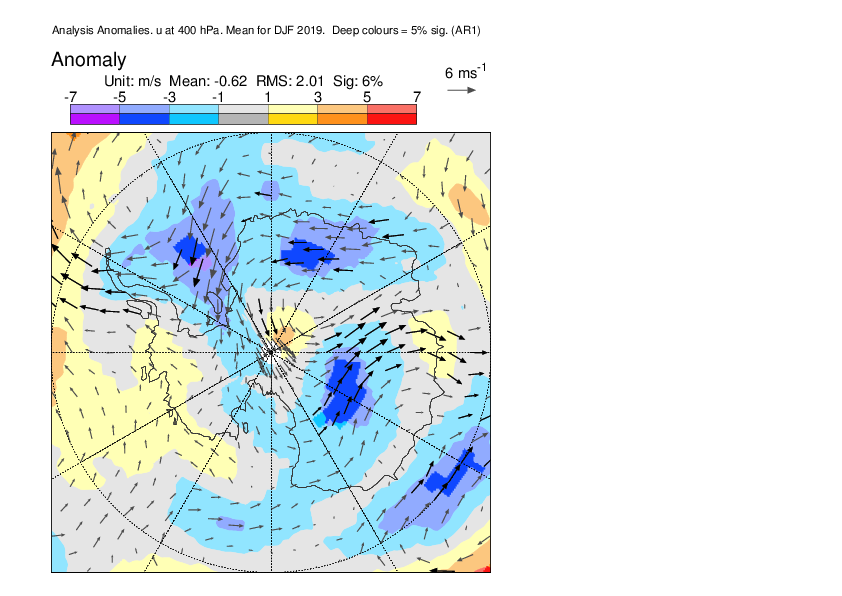 Analysis Anomalies. u at 400 hPa. Mean for DJF 2019.  Deep colours = 5% sig. (AR1)
Anomaly
6 ms-1
Unit: m/s  Mean: -0.62  RMS: 2.01  Sig: 6%
-7 -5 -3 -1 1 3 5 7